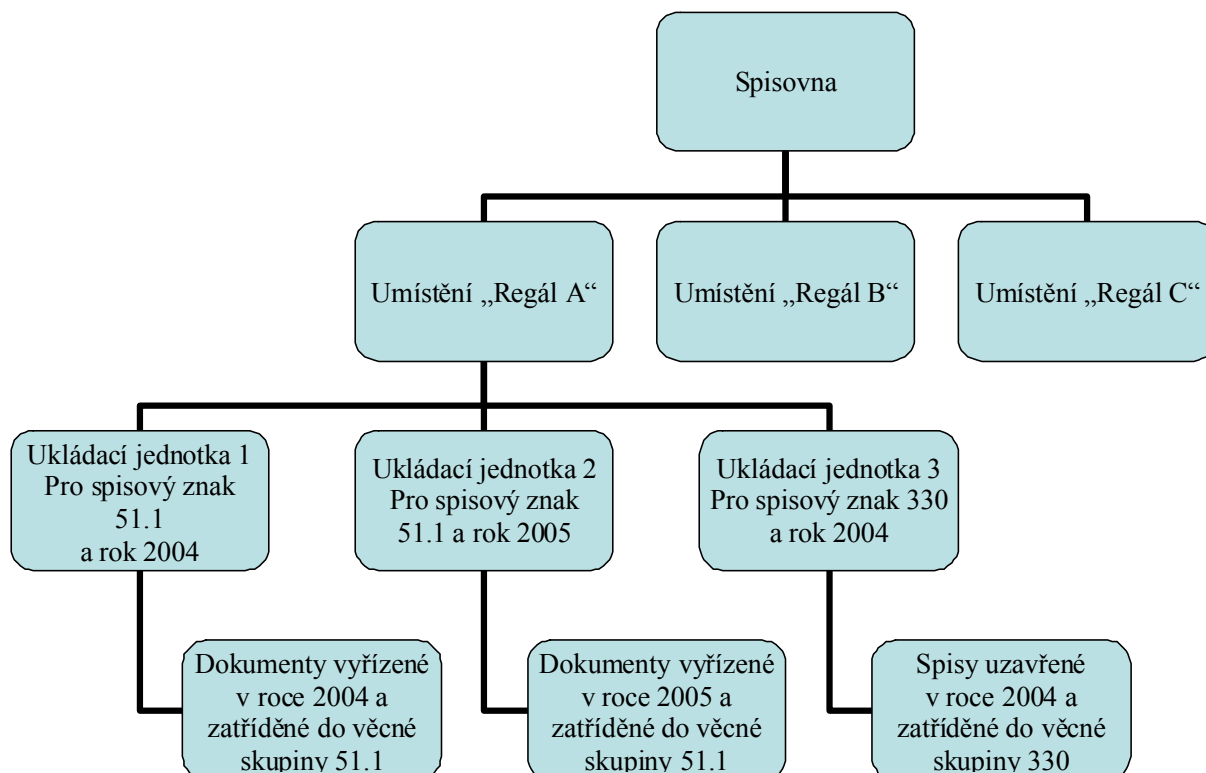 Spisovna
Umístění „Regál A“
Umístění „Regál B“
Umístění „Regál C“
Ukládací jednotka 1
Pro spisový znak
51.1
a rok 2004
Ukládací jednotka 2
Pro spisový znak
51.1 a rok 2005
Ukládací jednotka 3
Pro spisový znak 330
a rok 2004
Dokumenty vyřízené
v roce 2004 a
zatříděné do věcné
skupiny 51.1
Dokumenty vyřízené
v roce 2005 a
zatříděné do věcné
skupiny 51.1
Spisy uzavřené
v roce 2004 a
zatříděné do věcné
skupiny 330